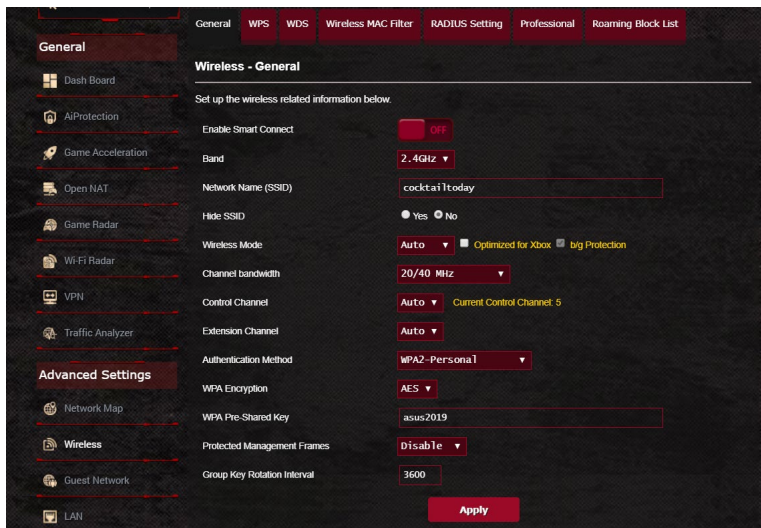 General WPS WDS Wireless MAC Filter RADIUS Setting Professional Roaming Block List
General
Dash Board
AiProtection
Game Acceleration
Open NAT
Game Radar
Wi-Fi Radar
VPN
Traffic Analyzer
Advanced Settings
Network Map
Wireless
Guest Network
LAN
Wireless - General
Set up the wireless related information below.
Enable Smart Connect OFF
Band 2.4GHz
Network Name (SSID) cocktailtoday
Hide SSID Yes No
Wireless Mode Auto Optimized for Xbox b/g Protection
Channel bandwidth 20/40 MHz
Control Channel Auto Current Control Channel: 5
Extension Channel Auto
Authentication Method WPA2-Personal
WPA Encryption AES
WPA Pre-Shared Key asus2019
Protected Management Frames Disable
Group Key Rotation Interval 3600
Apply